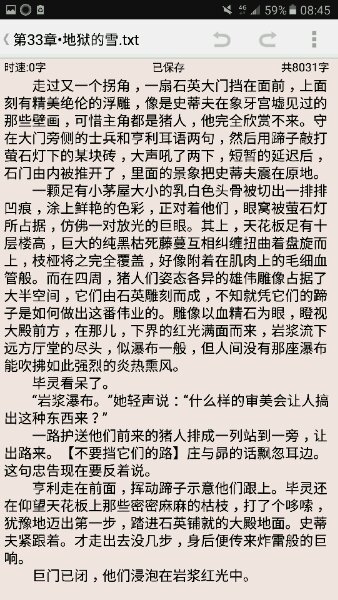 4G 59% 08:45
第33章•地狱的雪.txt
时速:0字 已保存 共8031字
走过又一个拐角，一扇石英大门挡在面前，上面
刻有精美绝伦的浮雕，像是史蒂夫在象牙宫墟见过的
那些壁画，可惜主角都是猪人，他完全欣赏不来。守
在大门旁侧的士兵和亨利耳语两句，然后用蹄子敲打
萤石灯下的某块砖，大声吼了两下，短暂的延迟后，
石门由内被推开了，里面的景象把史蒂夫震在原地。
一颗足有小茅屋大小的乳白色头骨被切出一排排
凹痕，涂上鲜艳的色彩，正对着他们，眼窝被萤石灯
所占据，仿佛一对放光的巨眼。其上，天花板足有十
层楼高，巨大的纯黑枯死藤蔓互相纠缠扭曲着盘旋而
上，枝桠将之完全覆盖，好像附着在肌肉上的毛细血
管般。而在四周，猪人们姿态各异的雄伟雕像占据了
大半空间，它们由石英雕刻而成，不知就凭它们的蹄
子是如何做出这番伟业的。雕像以血精石为眼，瞪视
大殿前方，在那儿，下界的红光满面而来，岩浆流下
远方厅堂的尽头，似瀑布一般，但人间没有那座瀑布
能吹拂如此强烈的炎热熏风。
毕灵看呆了。
“岩浆瀑布。”她轻声说：“什么样的审美会让人搞
出这种东西来？”
一路护送他们前来的猪人排成一列站到一旁，让
出路来。【不要挡它们的路】庄与昴的话飘忽耳边。
这句忠告现在要反着说。
亨利走在前面，挥动蹄子示意他们跟上。毕灵还
在仰望天花板上那些密密麻麻的枯枝，打了个哆嗦，
犹豫地迈出第一步，踏进石英铺就的大殿地面。史蒂
夫紧跟着。才走出去没几步，身后便传来炸雷般的巨
响。
巨门已闭，他们浸泡在岩浆红光中。